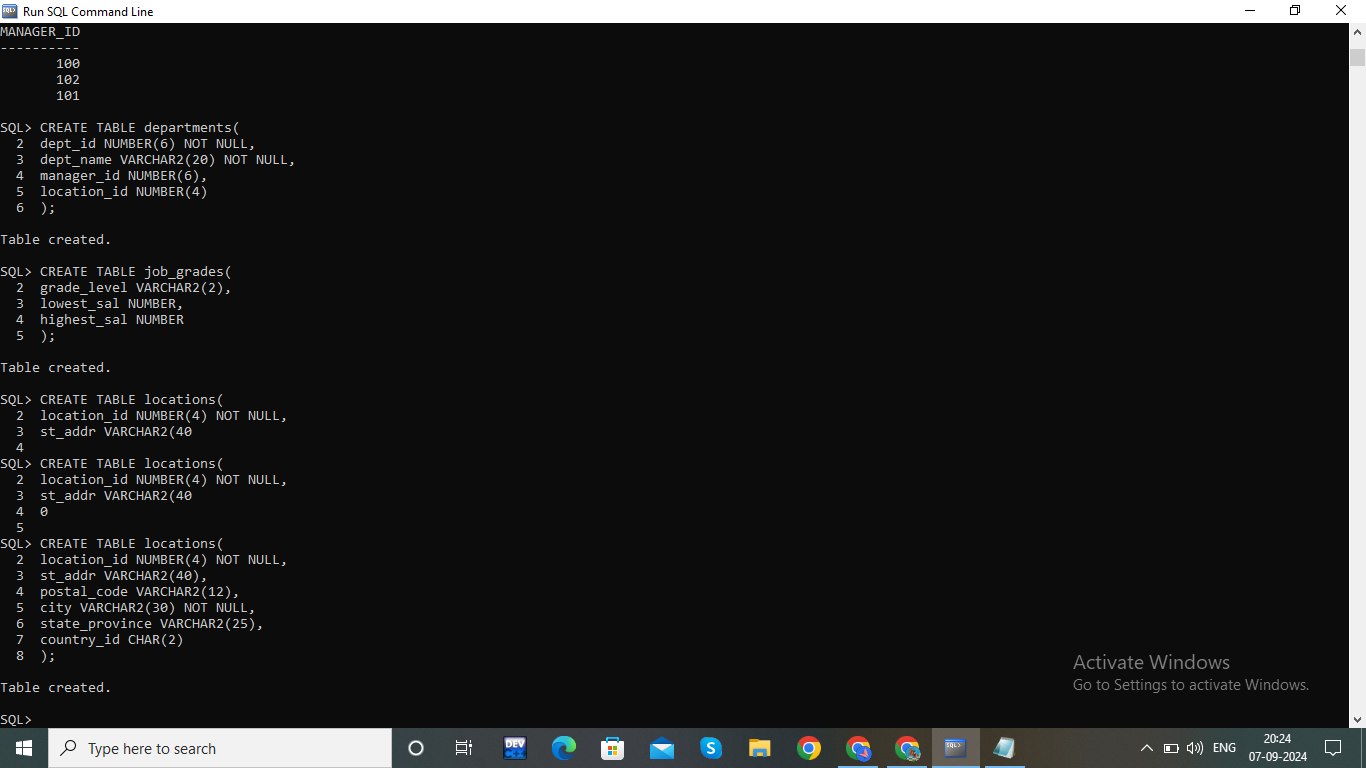 Run SQL Command Line
MANAGER_ID
----------
       100
       102
       101
SQL> CREATE TABLE departments(
  2  dept_id NUMBER(6) NOT NULL,
  3  dept_name VARCHAR2(20) NOT NULL,
  4  manager_id NUMBER(6),
  5  location_id NUMBER(4)
  6  );
Table created.
SQL> CREATE TABLE job_grades(
  2  grade_level VARCHAR2(2),
  3  lowest_sal NUMBER,
  4  highest_sal NUMBER
  5  );
Table created.
SQL> CREATE TABLE locations(
  2  location_id NUMBER(4) NOT NULL,
  3  st_addr VARCHAR2(40
  4
SQL> CREATE TABLE locations(
  2  location_id NUMBER(4) NOT NULL,
  3  st_addr VARCHAR2(40
  4  0
  5
SQL> CREATE TABLE locations(
  2  location_id NUMBER(4) NOT NULL,
  3  st_addr VARCHAR2(40),
  4  postal_code VARCHAR2(12),
  5  city VARCHAR2(30) NOT NULL,
  6  state_province VARCHAR2(25),
  7  country_id CHAR(2)
  8  );
Table created.
SQL>
Activate Windows
Go to Settings to activate Windows.
Type here to search
DEV
ENG
20:24
07-09-2024